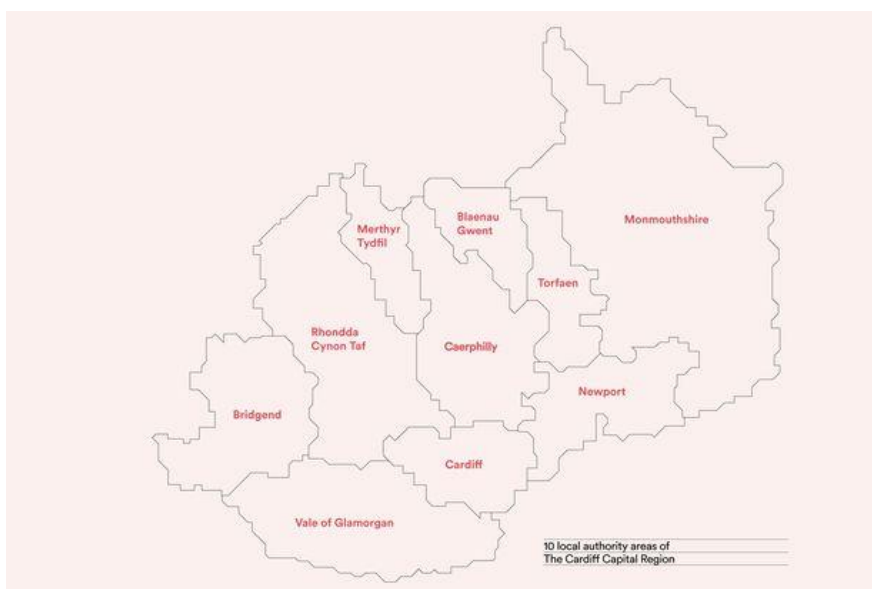 Merthyr
Tydfil
Blaenau
Gwent
Monmouthshire
Torfaen
Rhondda
Cynon Taf
Caerphilly
Newport
Bridgend
Cardiff
Vale of Glamorgan
10 local authority areas of
The Cardiff Capital Region